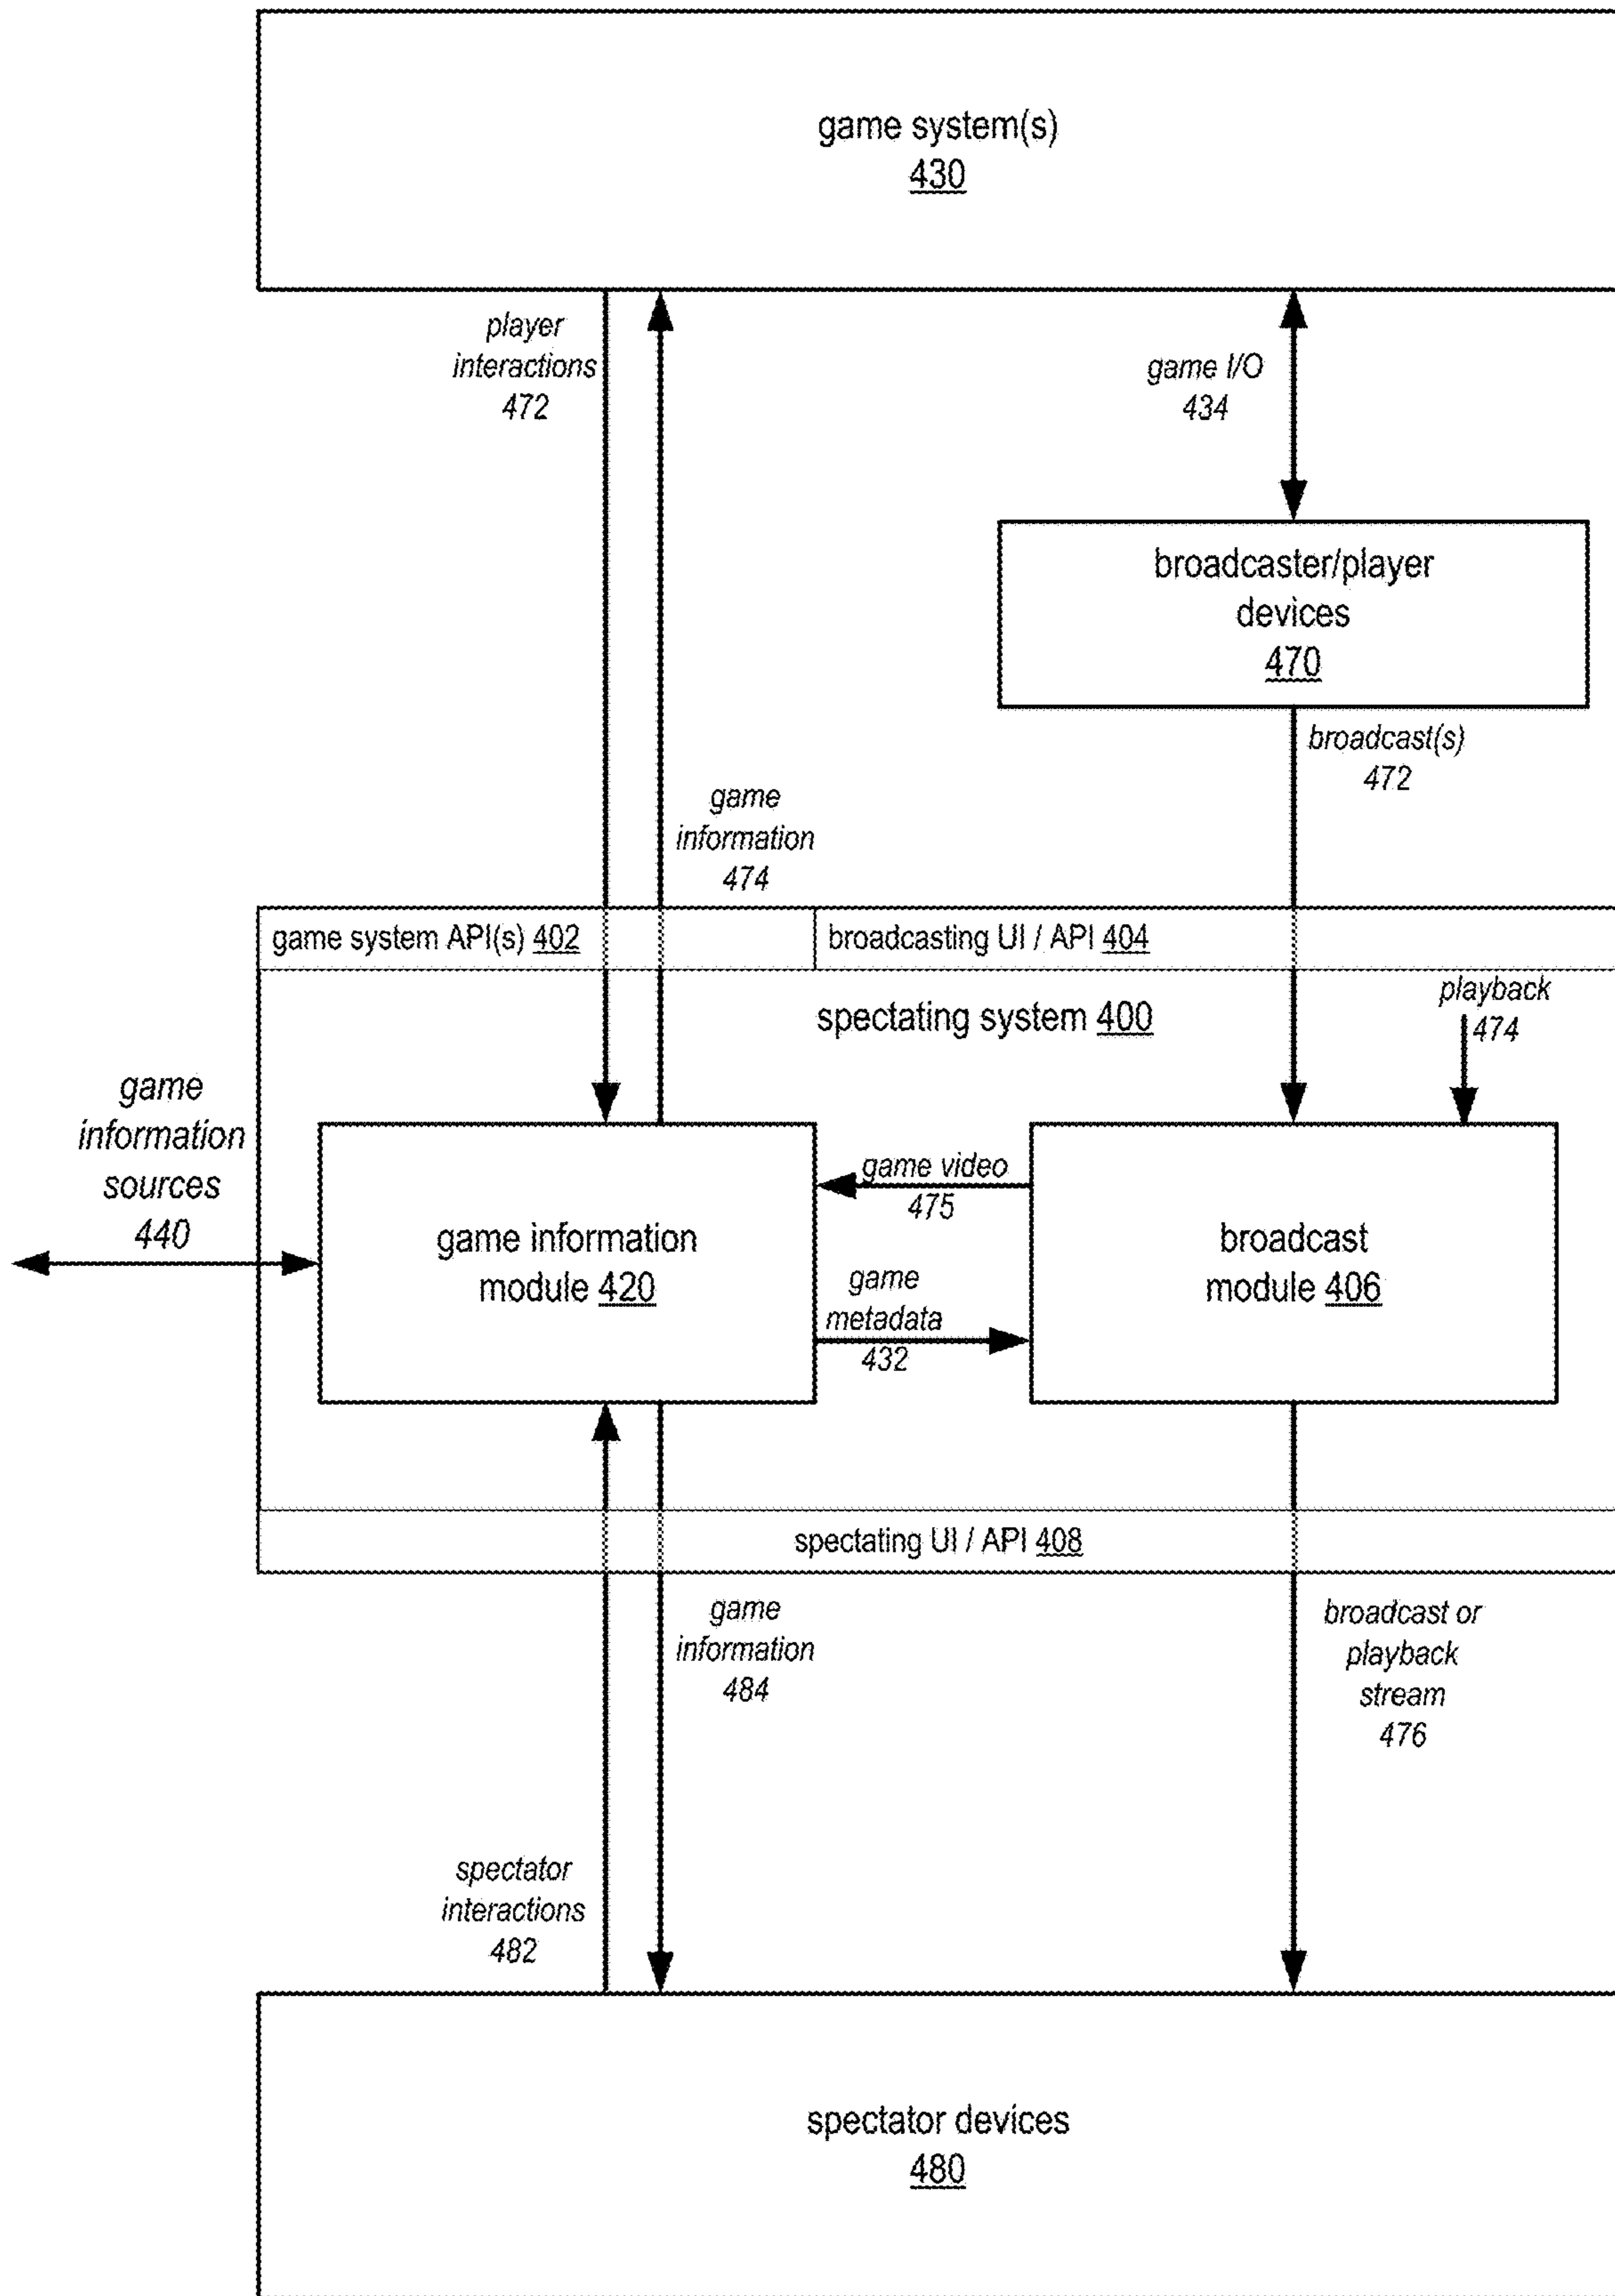 game system(s)
430
player
interactions
472
game I/O
434
broadcaster/player
devices
470
broadcast(s)
472
game
information
474
game system API(s) 402
broadcasting UI / API 404
spectating system 400
playback
474
game
information
sources
440
game video
475
game information
module 420
game
metadata
432
broadcast
module 406
spectating UI / API 408
game
information
484
broadcast or
playback
stream
476
spectator
interactions
482
spectator devices
480